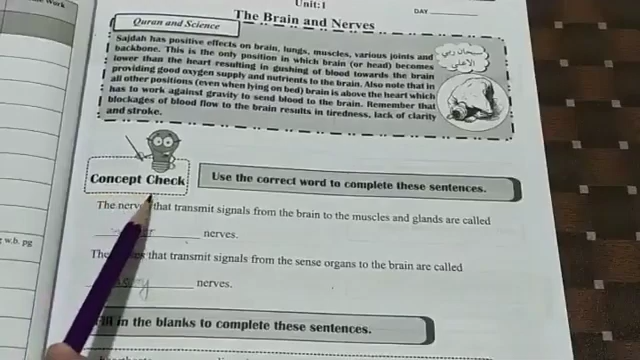 Work
Unit:1
The Brain and Nerves
DAY
Quran and Science
Sajdah has positive effects on brain, lungs, muscles, various joints and
backbone. This is the only position in which brain (or head) becomes
lower than the heart resulting in gushing of blood towards the brain
providing good oxygen supply and nutrients to the brain. Also note that in
all other positions (even when lying on bed) brain is above the heart which
has to work against gravity to send blood to the brain. Remember that
blockages of blood flow to the brain results in tiredness, lack of clarity
and stroke.
سبحان ربي
الاعلى
Concept Check
Use the correct word to complete these sentences.
The nerves that transmit signals from the brain to the muscles and glands are called
nerves.
The that transmit signals from the sense organs to the brain are called
nerves.
w.b. pg
Fill in the blanks to complete these sentences.